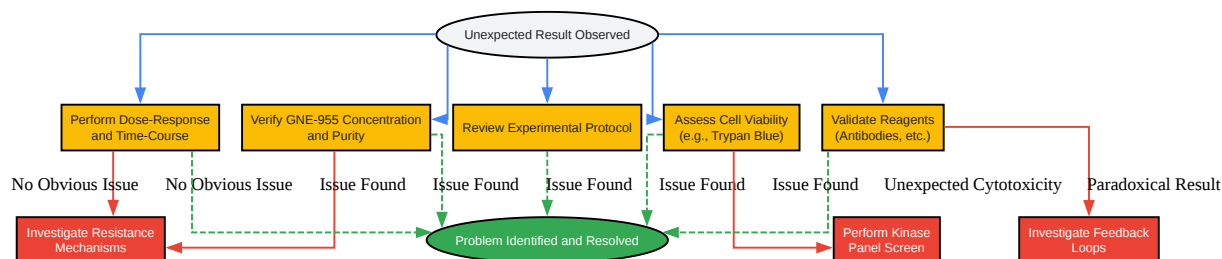 Unexpected Result Observed
Perform Dose-Response
and Time-Course
Verify GNE-955 Concentration
and Purity
Review Experimental Protocol
Assess Cell Viability
(e.g., Trypan Blue)
Validate Reagents
(Antibodies, etc.)
No Obvious Issue
No Obvious Issue
Issue Found
Issue Found
Issue Found
Issue Found
Issue Found
Unexpected Cytotoxicity
Paradoxical Result
Investigate Resistance
Mechanisms
Problem Identified and Resolved
Perform Kinase
Panel Screen
Investigate Feedback
Loops